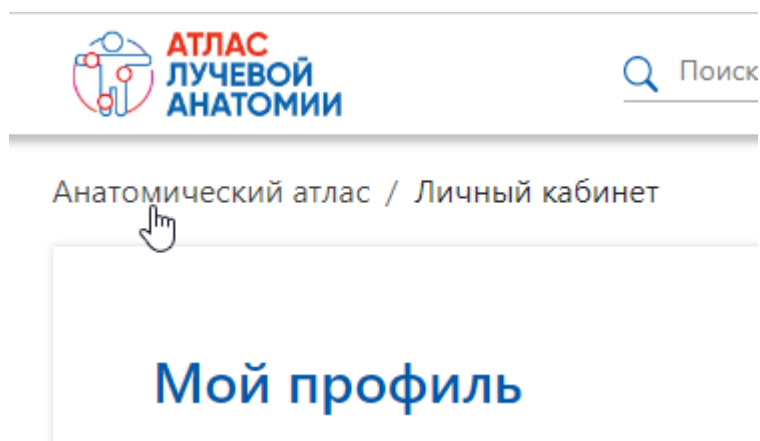 АТЛАС
ЛУЧЕВОЙ
АНАТОМИИ
Поиск
Анатомический атлас / Личный кабинет
Мой профиль